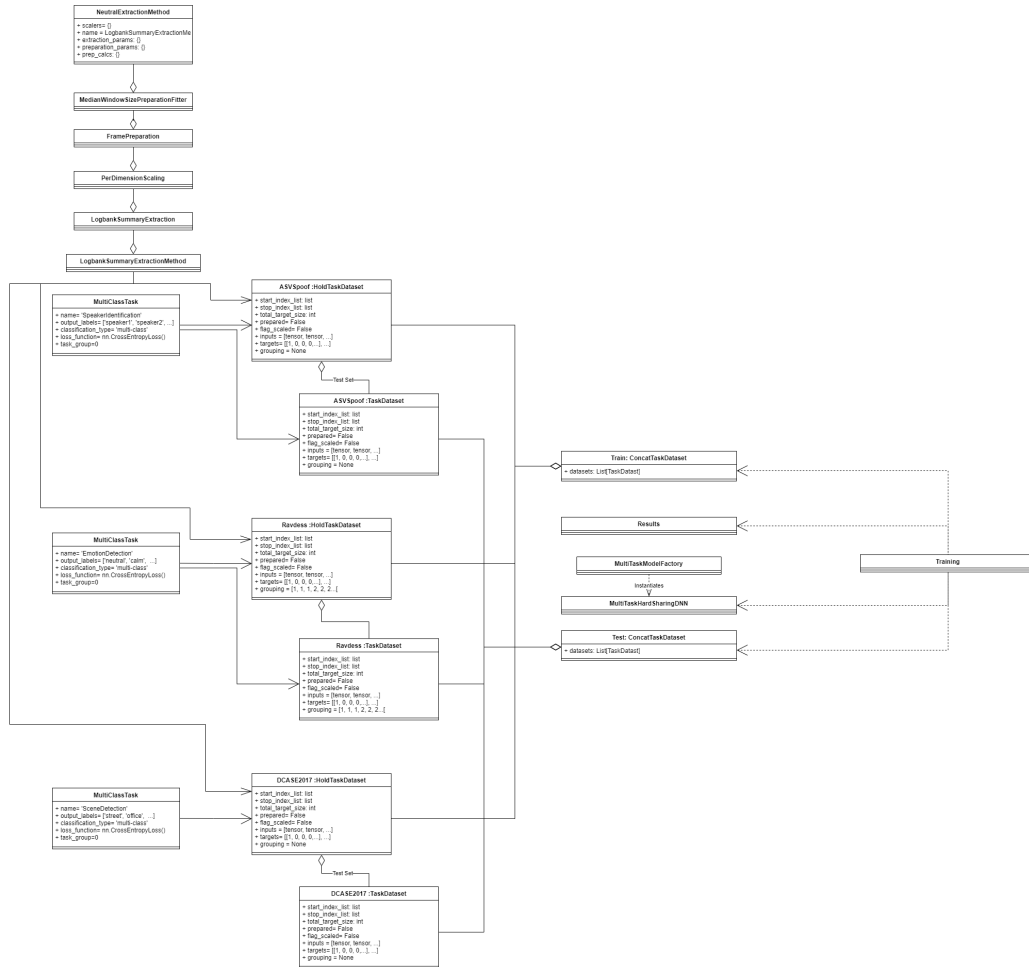 NeutralExtractionMethod
+ scalers= {}
+ name = LogbankSummaryExtractionMe
+ extraction_params: {}
+ preparation_params: {}
+ prep_calcs: {}
MedianWindowSizePreparationFitter
FramePreparation
PerDimensionScaling
LogbankSummaryExtraction
LogbankSummaryExtractionMethod
MultiClassTask
+ name= 'SpeakerIdentification'
+ output_labels= ['speaker1', 'speaker2', ...]
+ classification_type= 'multi-class'
+ loss_function= nn.CrossEntropyLoss()
+ task_group=0
ASVSpoof :HoldTaskDataset
+ start_index_list: list
+ stop_index_list: list
+ total_target_size: int
+ prepared= False
+ flag_scaled= False
+ inputs = [tensor, tensor, ...]
+ targets= [[1, 0, 0, 0,...], ...]
+ grouping = None
Test Set
ASVSpoof :TaskDataset
+ start_index_list: list
+ stop_index_list: list
+ total_target_size: int
+ prepared= False
+ flag_scaled= False
+ inputs = [tensor, tensor, ...]
+ targets= [[1, 0, 0, 0,...], ...]
+ grouping = None
Train: ConcatTaskDataset
+ datasets: List[TaskDatast]
Results
MultiTaskModelFactory
Instantiates
MultiTaskHardSharingDNN
Test: ConcatTaskDataset
+ datasets: List[TaskDatast]
Training
MultiClassTask
+ name= 'EmotionDetection'
+ output_labels= ['neutral', 'calm', ...]
+ classification_type= 'multi-class'
+ loss_function= nn.CrossEntropyLoss()
+ task_group=0
Ravdess :HoldTaskDataset
+ start_index_list: list
+ stop_index_list: list
+ total_target_size: int
+ prepared= False
+ flag_scaled= False
+ inputs = [tensor, tensor, ...]
+ targets= [[1, 0, 0, 0,...], ...]
+ grouping = [1, 1, 1, 2, 2, 2...[
Ravdess :TaskDataset
+ start_index_list: list
+ stop_index_list: list
+ total_target_size: int
+ prepared= False
+ flag_scaled= False
+ inputs = [tensor, tensor, ...]
+ targets= [[1, 0, 0, 0,...], ...]
+ grouping = [1, 1, 1, 2, 2, 2...[
MultiClassTask
+ name= 'SceneDetection'
+ output_labels= ['street', 'office', ...]
+ classification_type= 'multi-class'
+ loss_function= nn.CrossEntropyLoss()
+ task_group=0
DCASE2017 :HoldTaskDataset
+ start_index_list: list
+ stop_index_list: list
+ total_target_size: int
+ prepared= False
+ flag_scaled= False
+ inputs = [tensor, tensor, ...]
+ targets= [[1, 0, 0, 0,...], ...]
+ grouping = None
Test Set
DCASE2017 :TaskDataset
+ start_index_list: list
+ stop_index_list: list
+ total_target_size: int
+ prepared= False
+ flag_scaled= False
+ inputs = [tensor, tensor, ...]
+ targets= [[1, 0, 0, 0,...], ...]
+ grouping = None